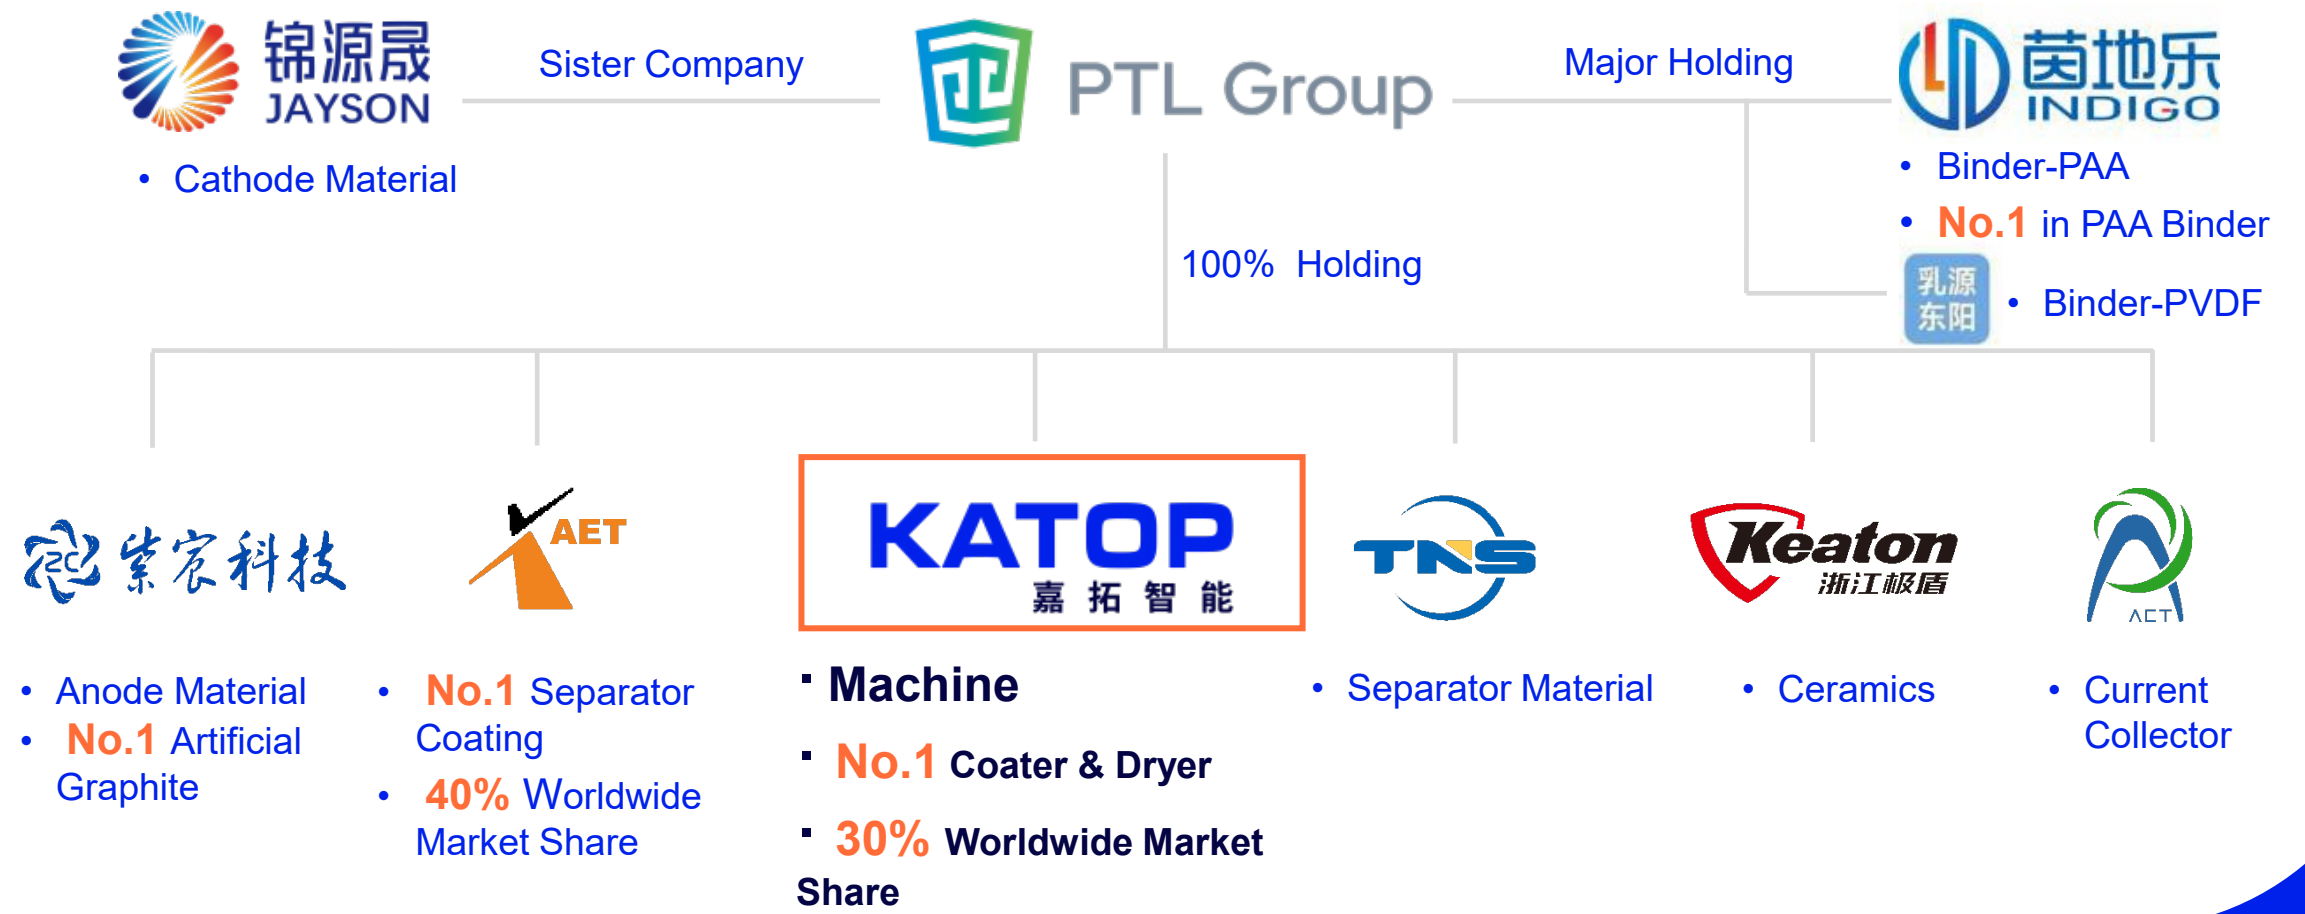 锦源晟
JAYSON
Sister Company
PTL Group
Major Holding
茵地乐
INDIGO
• Cathode Material
• Binder-PAA
• No.1 in PAA Binder
100% Holding
乳源
东阳
• Binder-PVDF
紫宸科技
AET
KATOP
嘉拓智能
TNS
Keaton
浙江极盾
AET
• Anode Material
• No.1 Artificial
Graphite
• No.1 Separator
Coating
• 40% Worldwide
Market Share
▪ Machine
▪ No.1 Coater & Dryer
▪ 30% Worldwide Market
Share
• Separator Material
• Ceramics
• Current
Collector